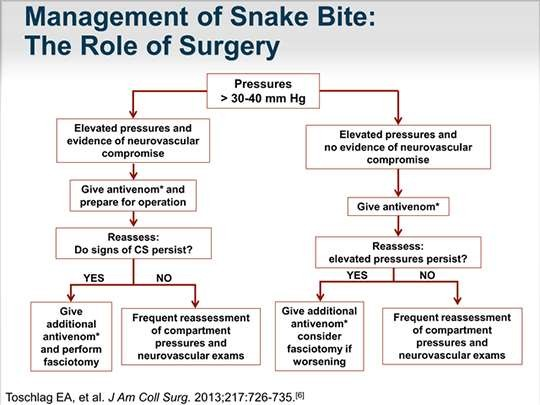 Management of Snake Bite:
The Role of Surgery
Pressures
> 30-40 mm Hg
Elevated pressures and
evidence of neurovascular
compromise
Elevated pressures and
no evidence of neurovascular
compromise
Give antivenom* and
prepare for operation
Give antivenom*
Reassess:
Do signs of CS persist?
Reassess:
elevated pressures persist?
YES
NO
YES
NO
Give
additional
antivenom*
and perform
fasciotomy
Frequent reassessment
of compartment
pressures and
neurovascular exams
Give additional
antivenom*
consider
fasciotomy if
worsening
Frequent reassessment
of compartment
pressures and
neurovascular exams
Toschlag EA, et al. J Am Coll Surg. 2013;217:726-735.[6]